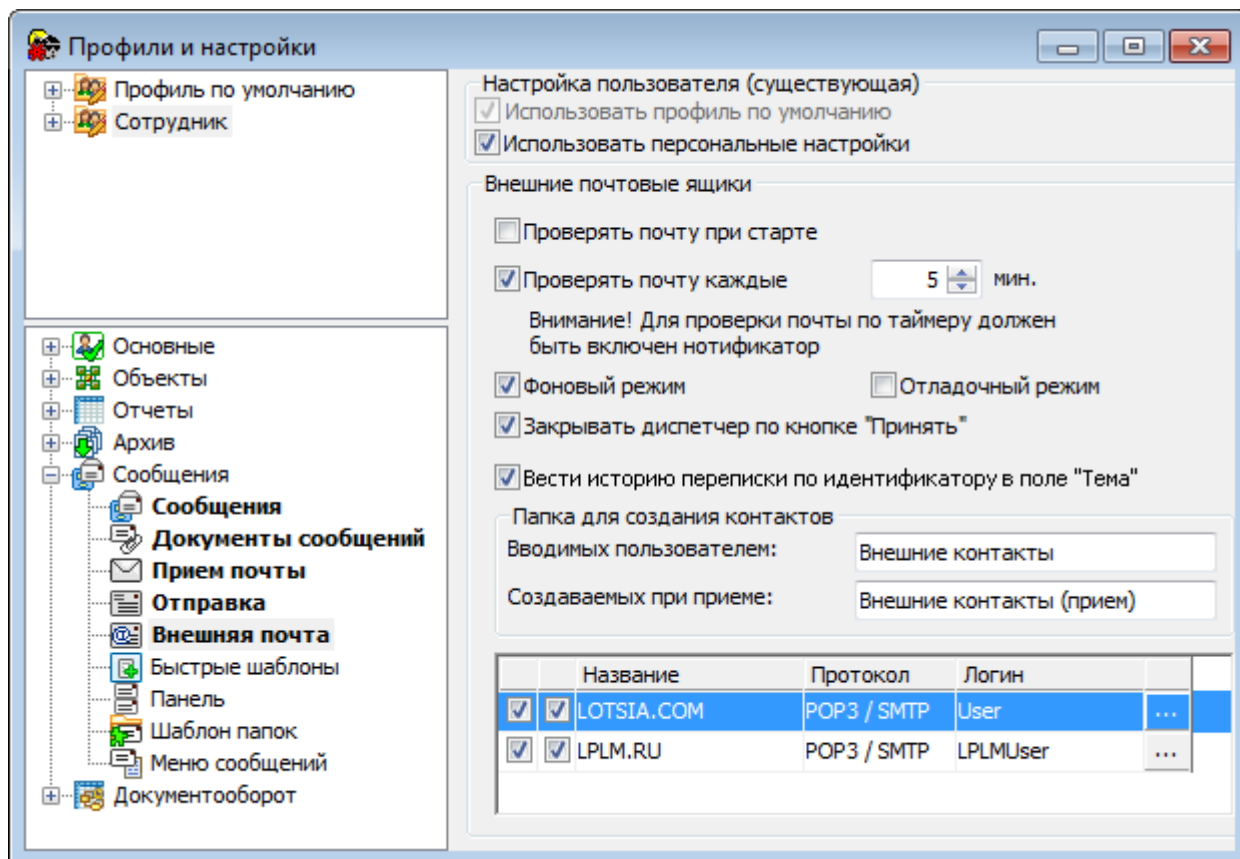 Профили и настройки
Профиль по умолчанию
Сотрудник
Основные
Объекты
Отчеты
Архив
Сообщения
Сообщения
Документы сообщений
Прием почты
Отправка
Внешняя почта
Быстрые шаблоны
Панель
Шаблон папок
Меню сообщений
Документооборот
Настройка пользователя (существующая)
Использовать профиль по умолчанию
Использовать персональные настройки
Внешние почтовые ящики
Проверять почту при старте
Проверять почту каждые 5 мин.
Внимание! Для проверки почты по таймеру должен
быть включен нотификатор
Фоновый режим Отладочный режим
Закрывать диспетчер по кнопке "Принять"
Вести историю переписки по идентификатору в поле "Тема"
Папка для создания контактов
Вводимых пользователем: Внешние контакты
Создаваемых при приеме: Внешние контакты (прием)
Название Протокол Логин
LOTSIA.COM POP3 / SMTP User ...
LPLM.RU POP3 / SMTP LPLMUser ...